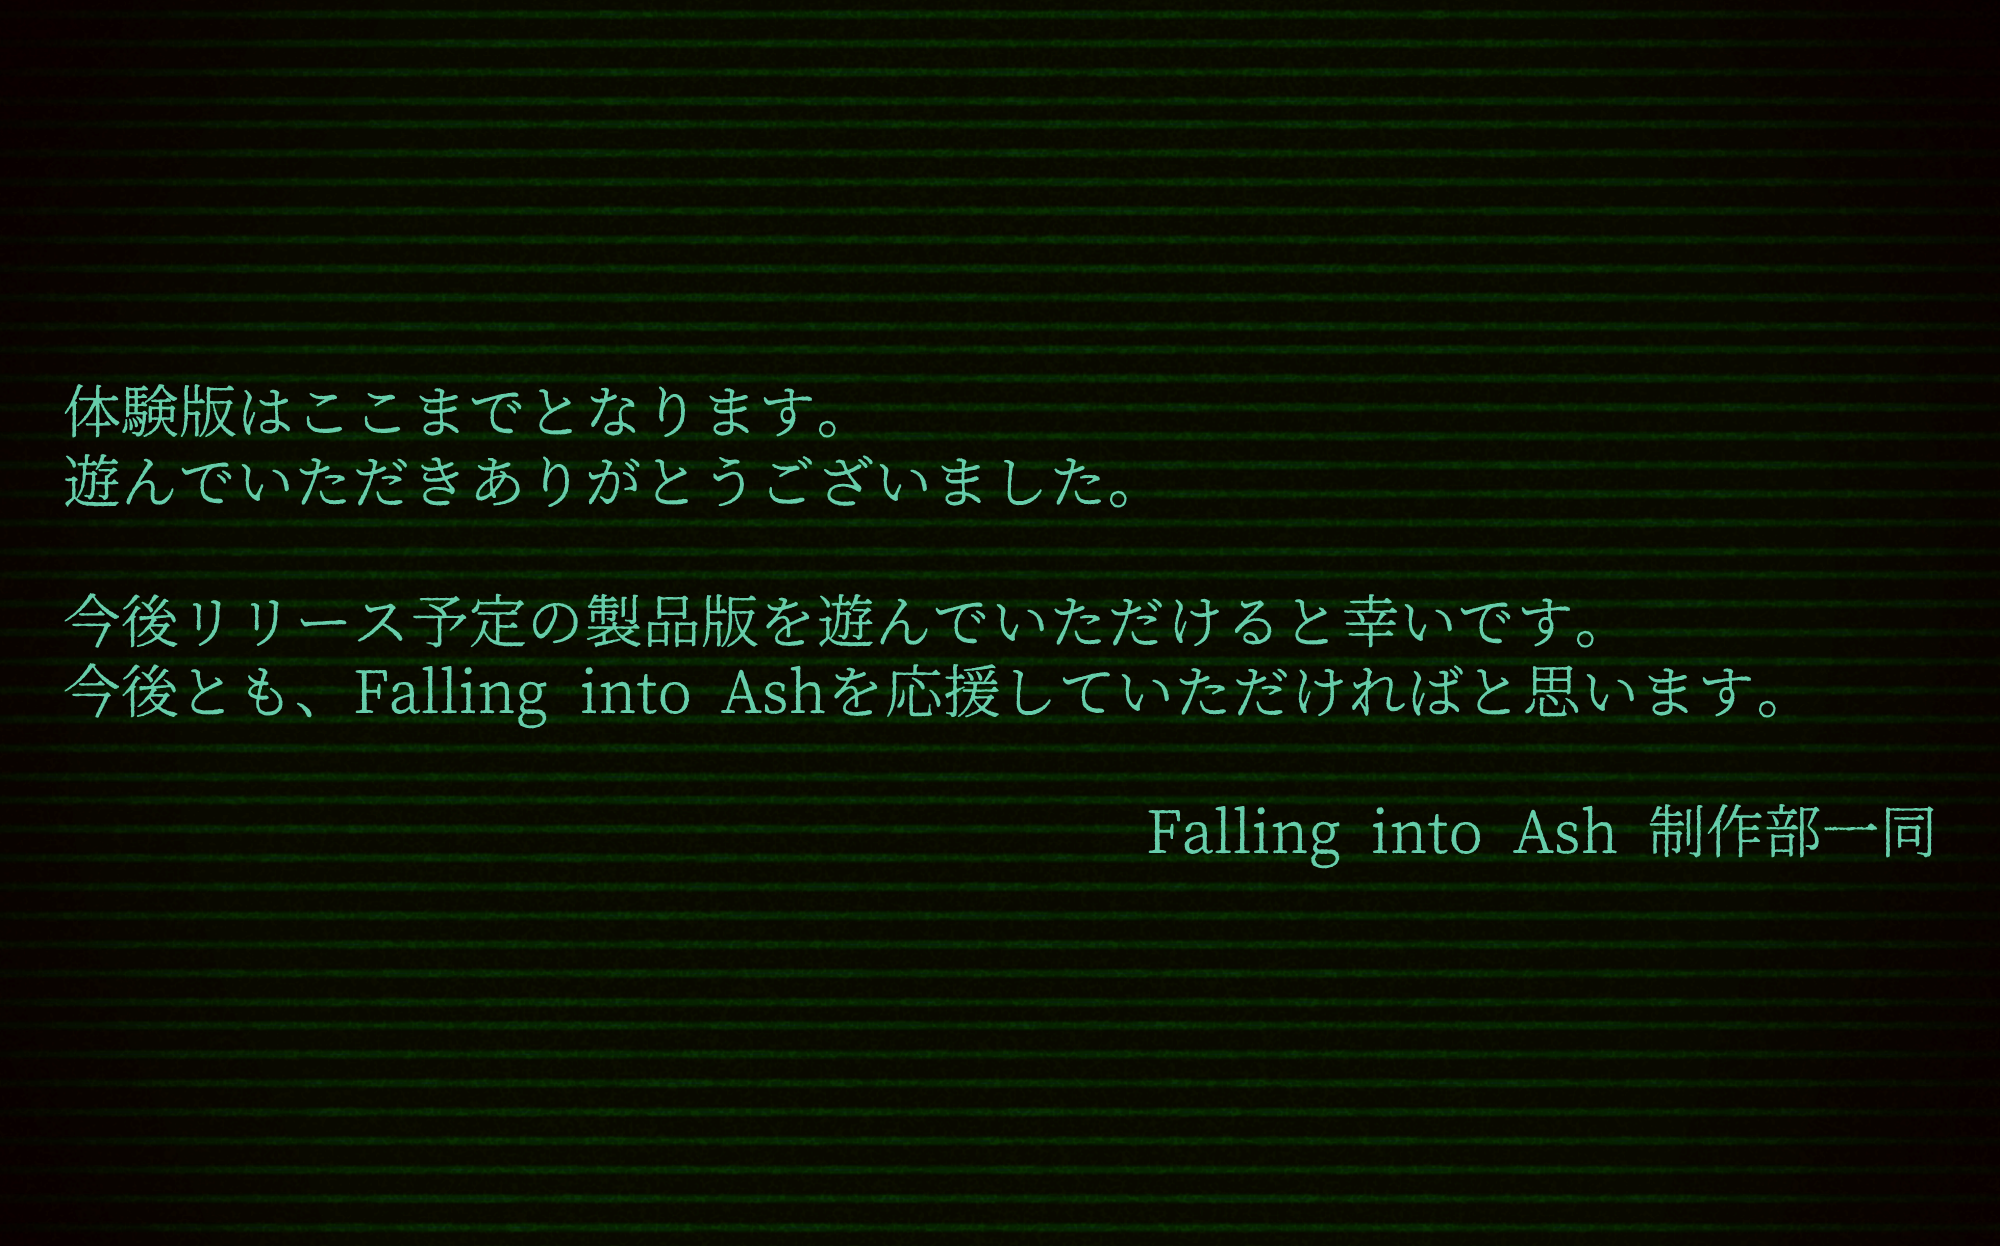 体験版はここまでとなります。
遊んでいただきありがとうございました。
今後リリース予定の製品版を遊んでいただけると幸いです。
今後とも、Falling into Ashを応援していただければと思います。
Falling into Ash 制作部一同